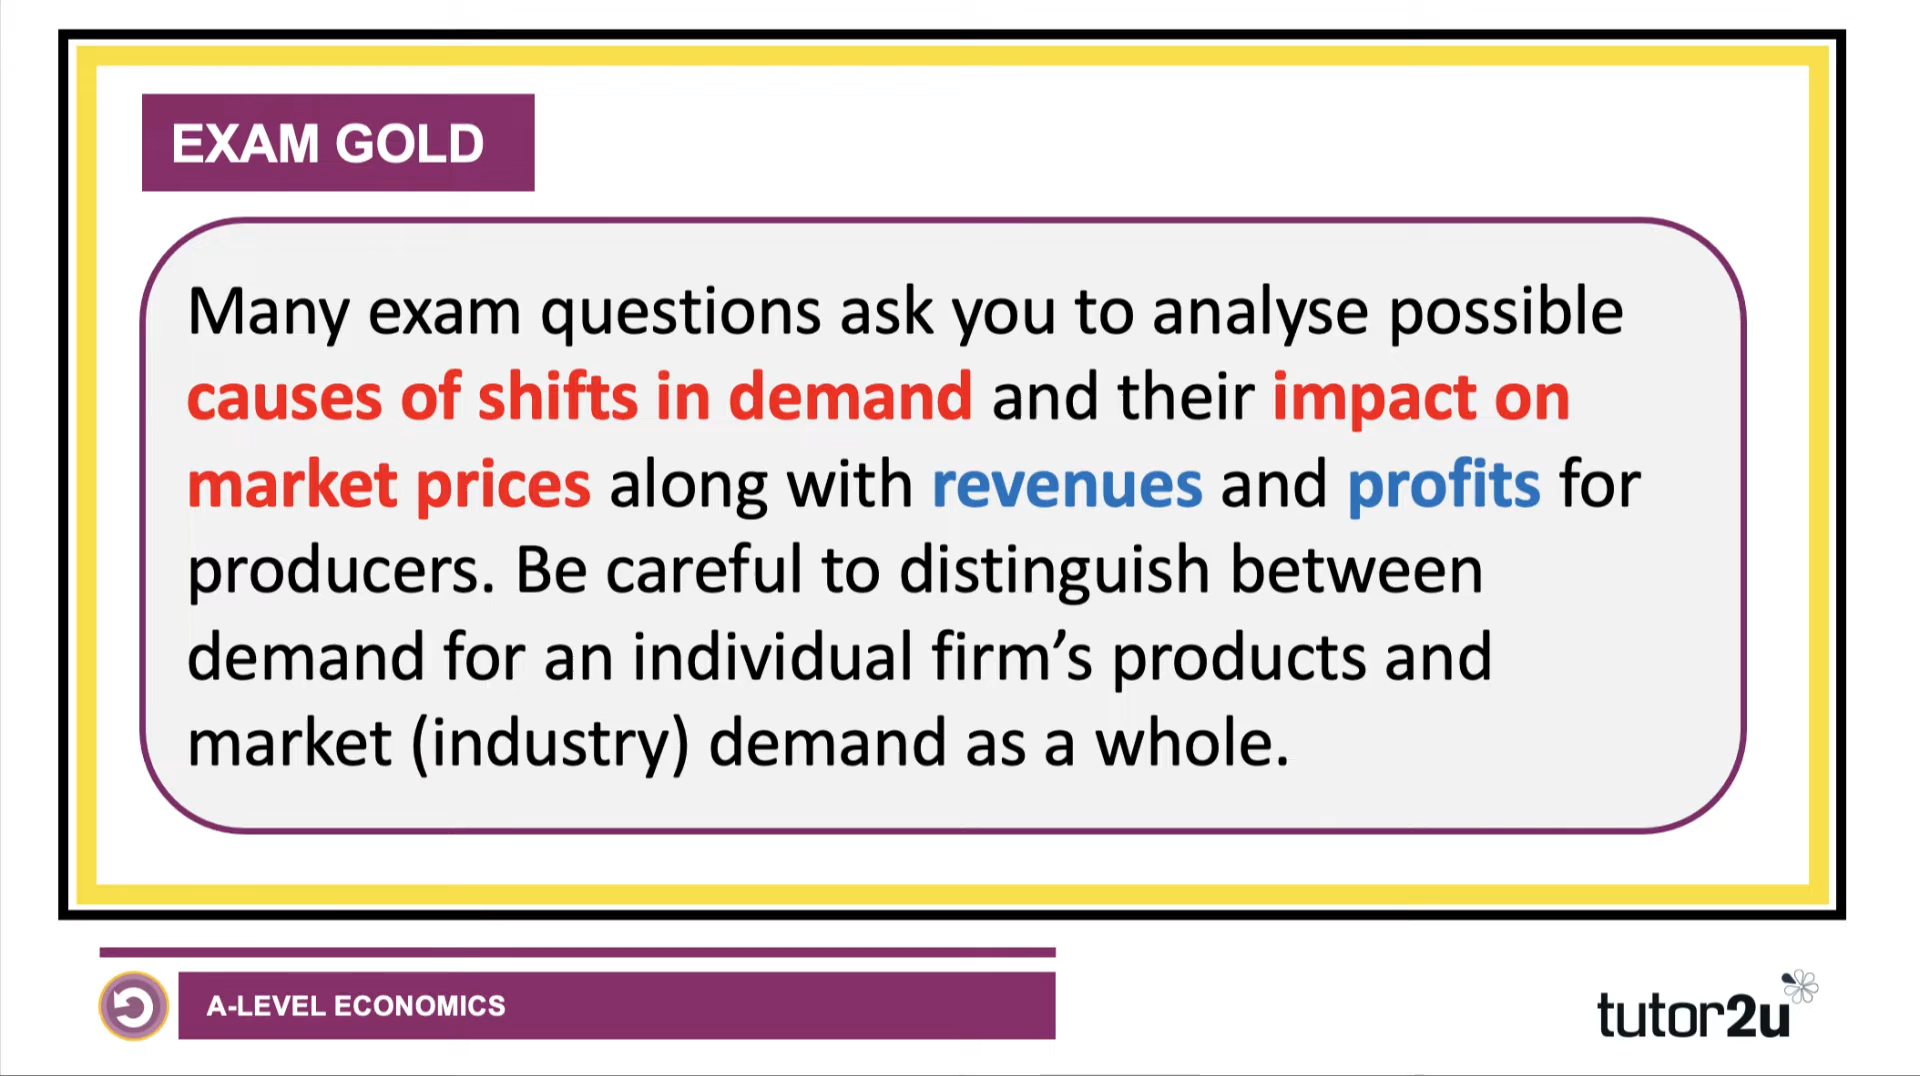 EXAM GOLD
Many exam questions ask you to analyse possible
causes of shifts in demand and their impact on
market prices along with revenues and profits for
producers. Be careful to distinguish between
demand for an individual firm’s products and
market (industry) demand as a whole.
A-LEVEL ECONOMICS
tutor2u